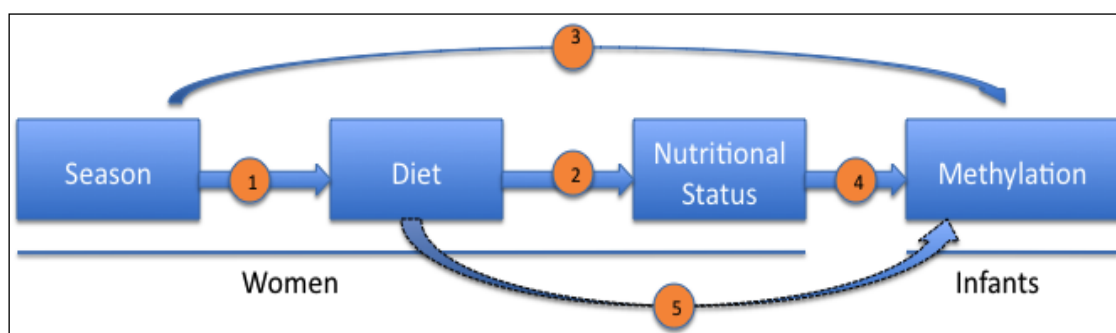 3
Season
1
Diet
2
Nutritional
Status
4
Methylation
Women
5
Infants